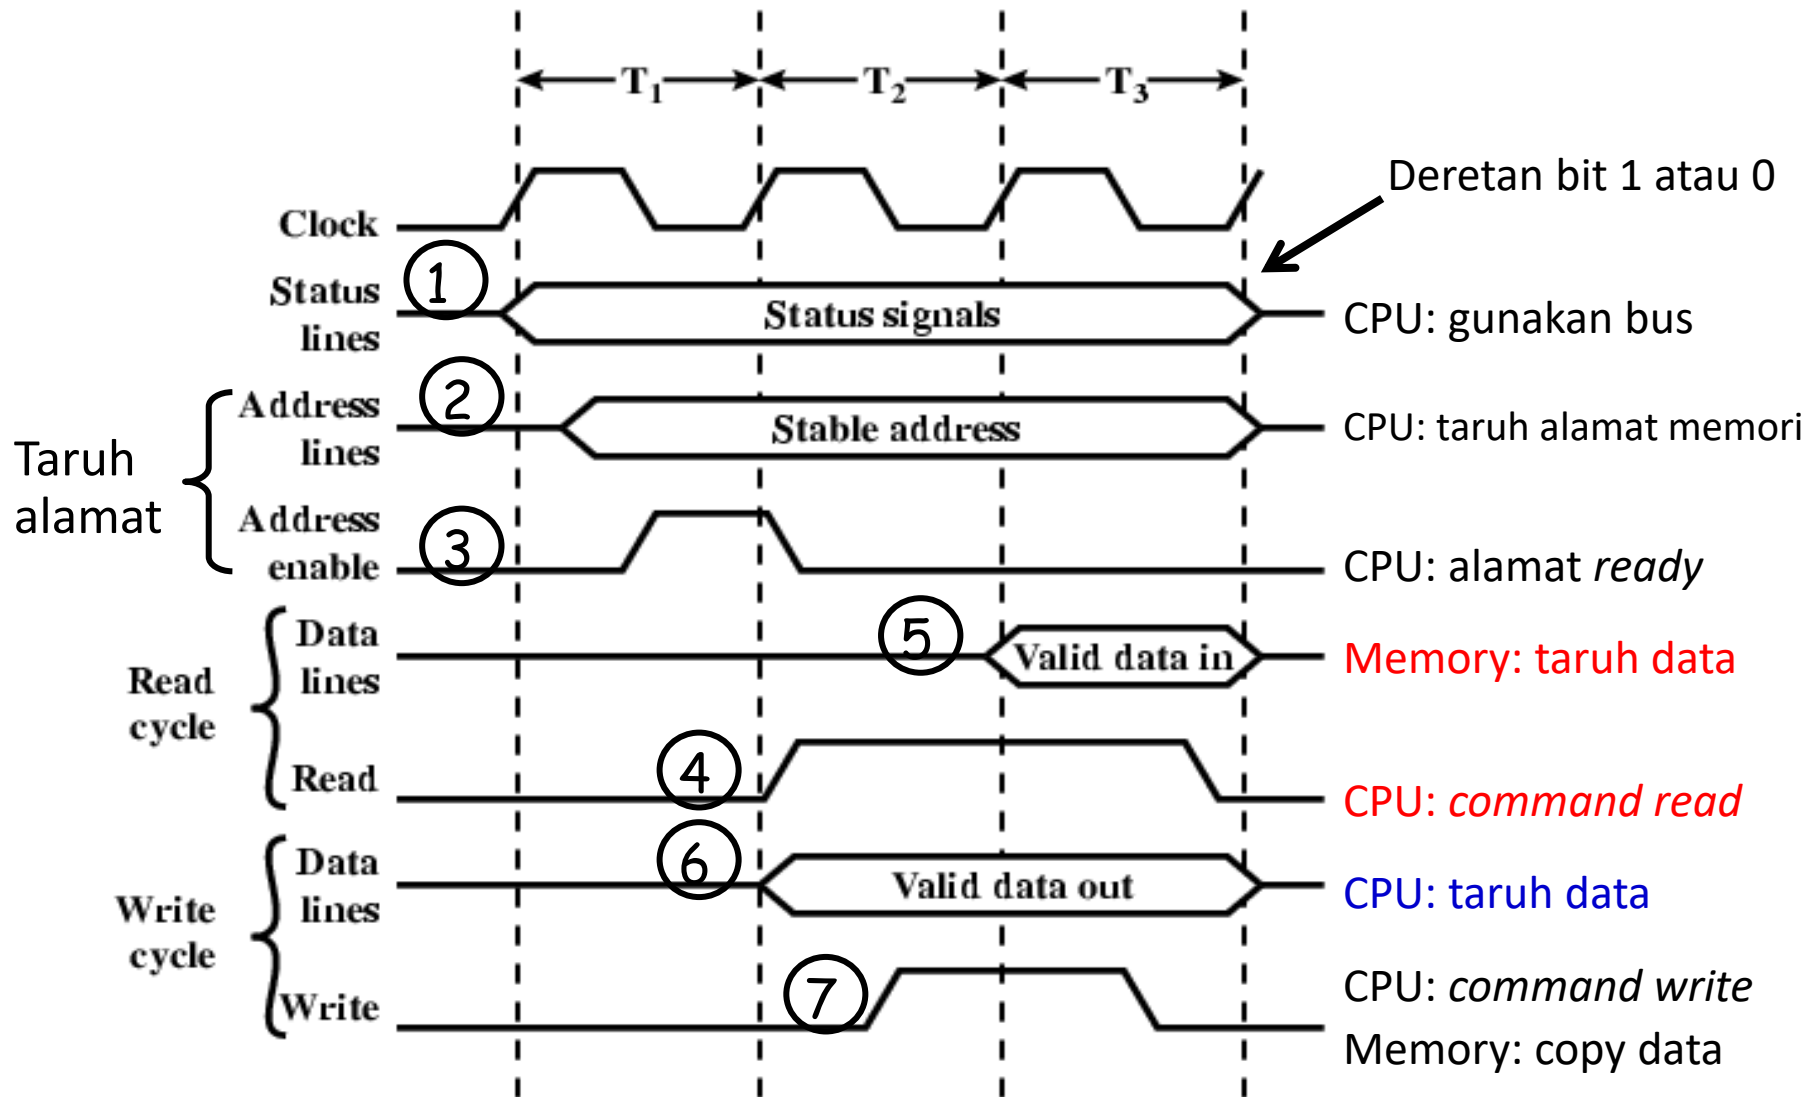 T1 T2 T3
Deretan bit 1 atau 0
Clock
1
Status
lines
Status signals
CPU: gunakan bus
Taruh
alamat
2
Address
lines
Stable address
CPU: taruh alamat memori
3
Address
enable
CPU: alamat ready
Read
cycle
5
Data
lines
Valid data in
Memory: taruh data
4
Read
CPU: command read
Write
cycle
6
Data
lines
Valid data out
CPU: taruh data
7
Write
CPU: command write
Memory: copy data